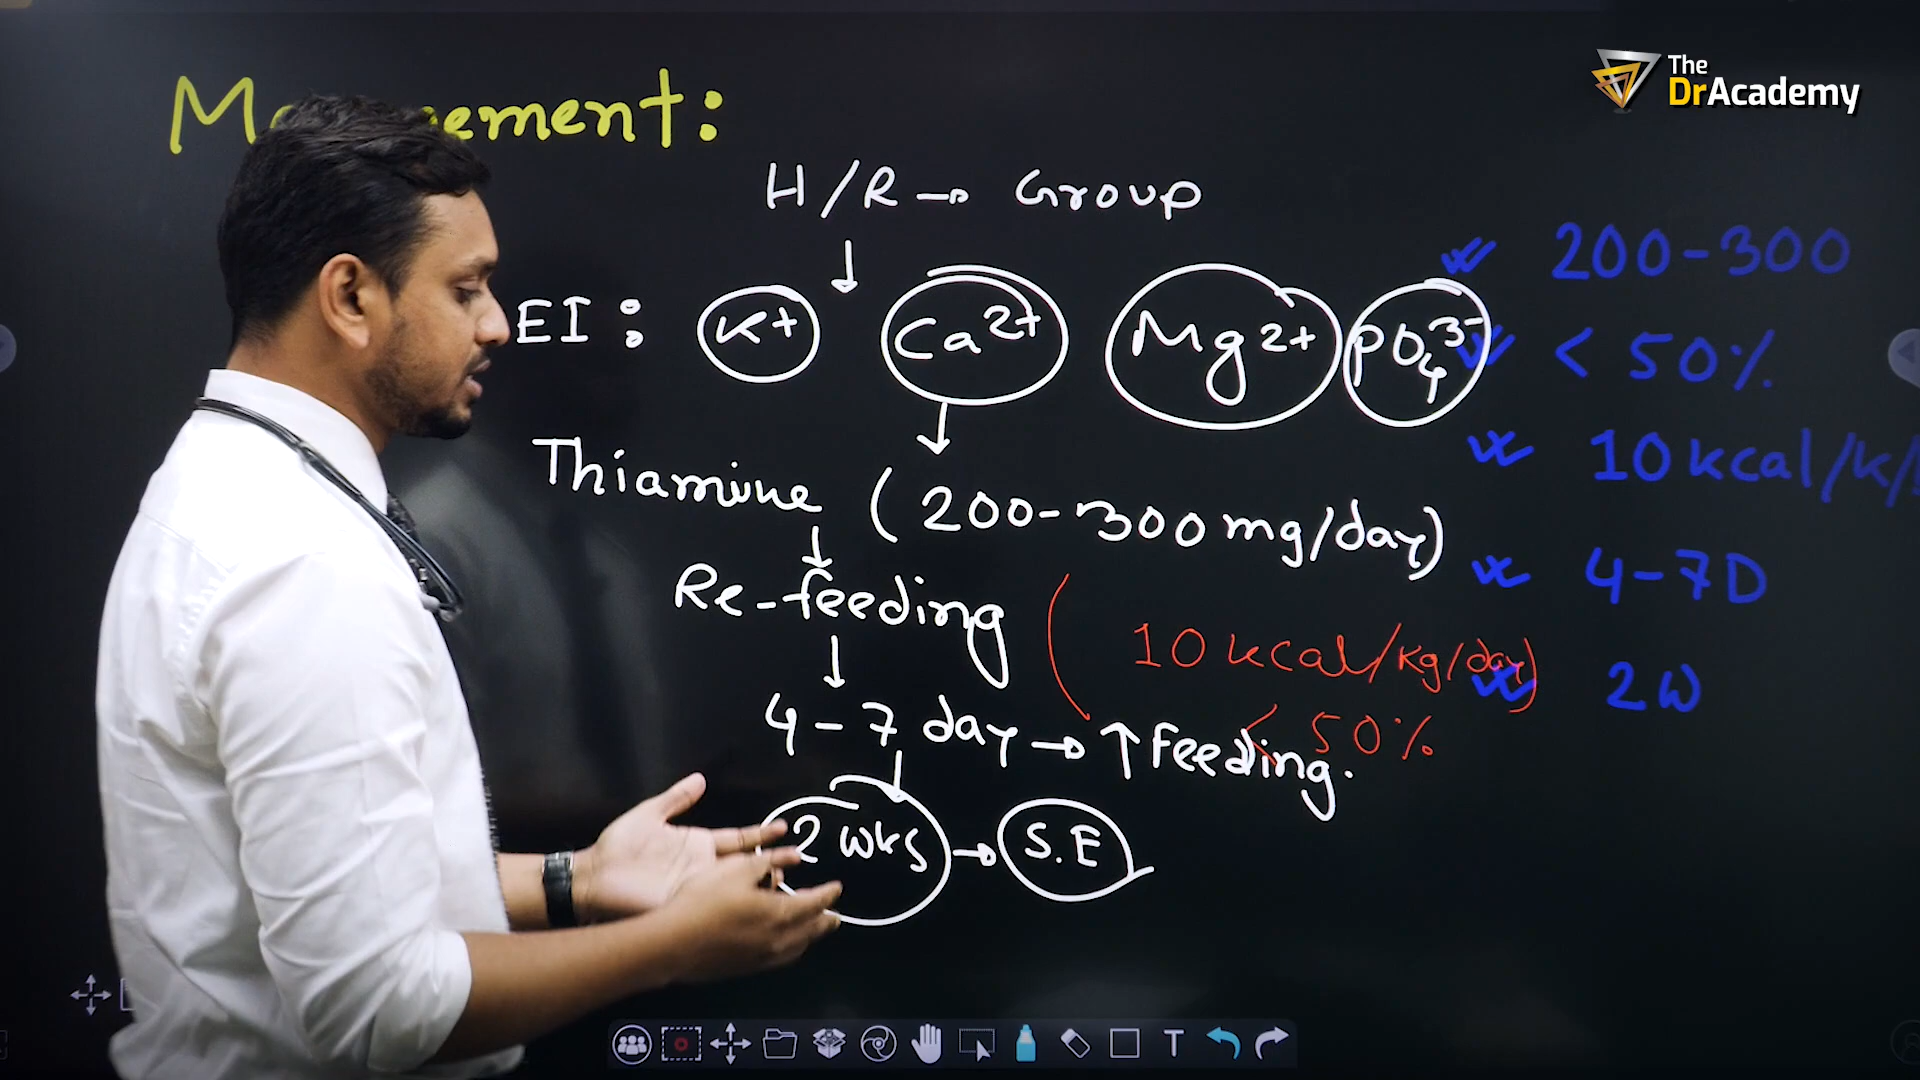 The
DrAcademy
ement:
H/R → Group
EI: K+ Ca2+ Mg2+ PO43-
Thiamine (200-300 mg/day)
Re-feeding
10 kcal/kg/day)
< 50%
4-7 day → ↑ Feeding.
2 wks → S.E
200-300
< 50%
10 kcal/k/
4-7D
2W
T